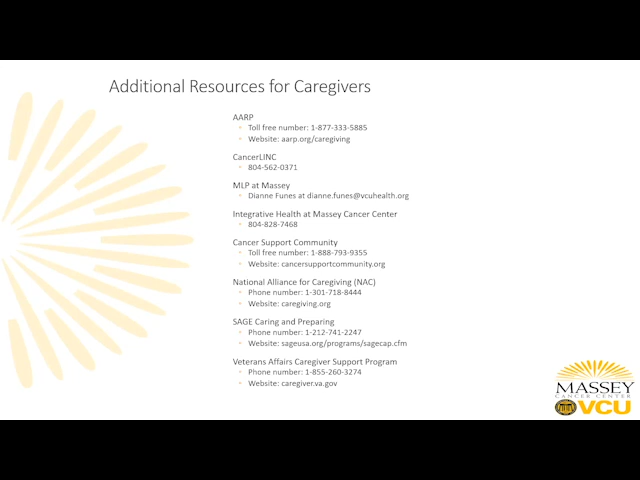 Additional Resources for Caregivers
AARP
Toll free number: 1-877-333-5885
Website: aarp.org/caregiving
CancerLINC
804-562-0371
MLP at Massey
Dianne Funes at dianne.funes@vcuhealth.org
Integrative Health at Massey Cancer Center
804-828-7468
Cancer Support Community
Toll free number: 1-888-793-9355
Website: cancersupportcommunity.org
National Alliance for Caregiving (NAC)
Phone number: 1-301-718-8444
Website: caregiving.org
SAGE Caring and Preparing
Phone number: 1-212-741-2247
Website: sageusa.org/programs/sagecap.cfm
Veterans Affairs Caregiver Support Program
Phone number: 1-855-260-3274
Website: caregiver.va.gov
MASSEY
CANCER CENTER
VCU